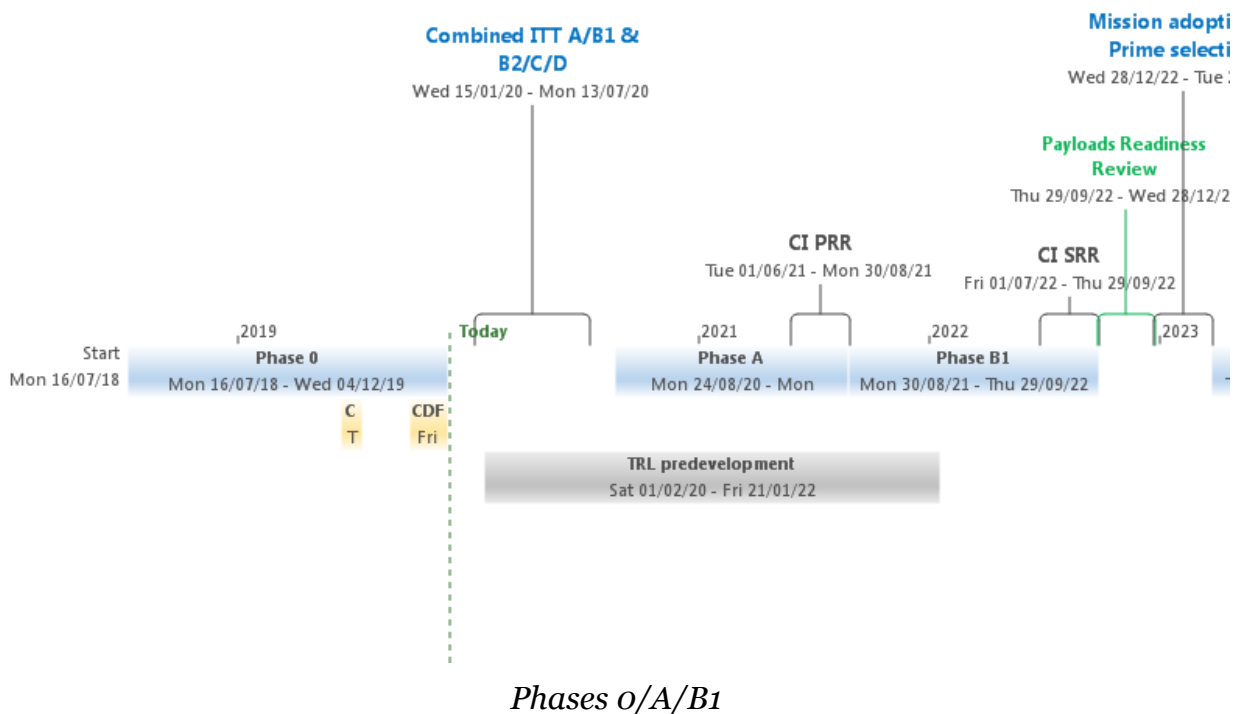 Mission adopti
Prime selecti
Wed 28/12/22 - Tue
Combined ITT A/B1 &
B2/C/D
Wed 15/01/20 - Mon 13/07/20
Payloads Readiness
Review
Thu 29/09/22 - Wed 28/12/2
CI PRR
Tue 01/06/21 - Mon 30/08/21
CI SRR
Fri 01/07/22 - Thu 29/09/22
2019
Today
2021
2022
2023
Start
Mon 16/07/18
Phase 0
Mon 16/07/18 - Wed 04/12/19
Phase A
Mon 24/08/20 - Mon
Phase B1
Mon 30/08/21 - Thu 29/09/22
C
T
CDF
Fri
TRL predevelopment
Sat 01/02/20 - Fri 21/01/22
Phases 0/A/B1